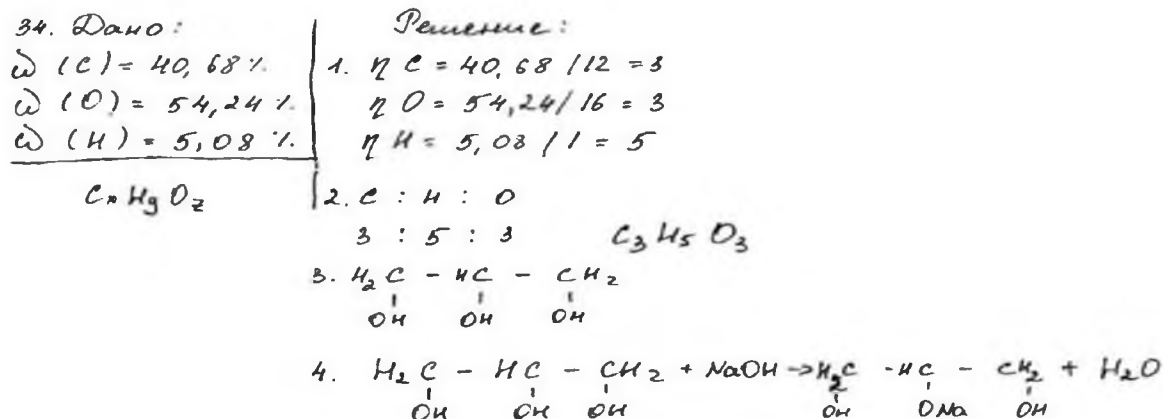 34. Дано:
ω (C) = 40,68 %.
ω (O) = 54,24 %.
ω (H) = 5,08 %.
CxHyOz
Решение:
1. η C = 40,68 / 12 = 3
η O = 54,24 / 16 = 3
η H = 5,08 / 1 = 5
2. C : H : O
3 : 5 : 3 C3H5O3
3. H2C - HC - CH2
OH OH OH
4. H2C - HC - CH2 + NaOH → H2C - HC - CH2 + H2O
OH OH OH OH ONa OH